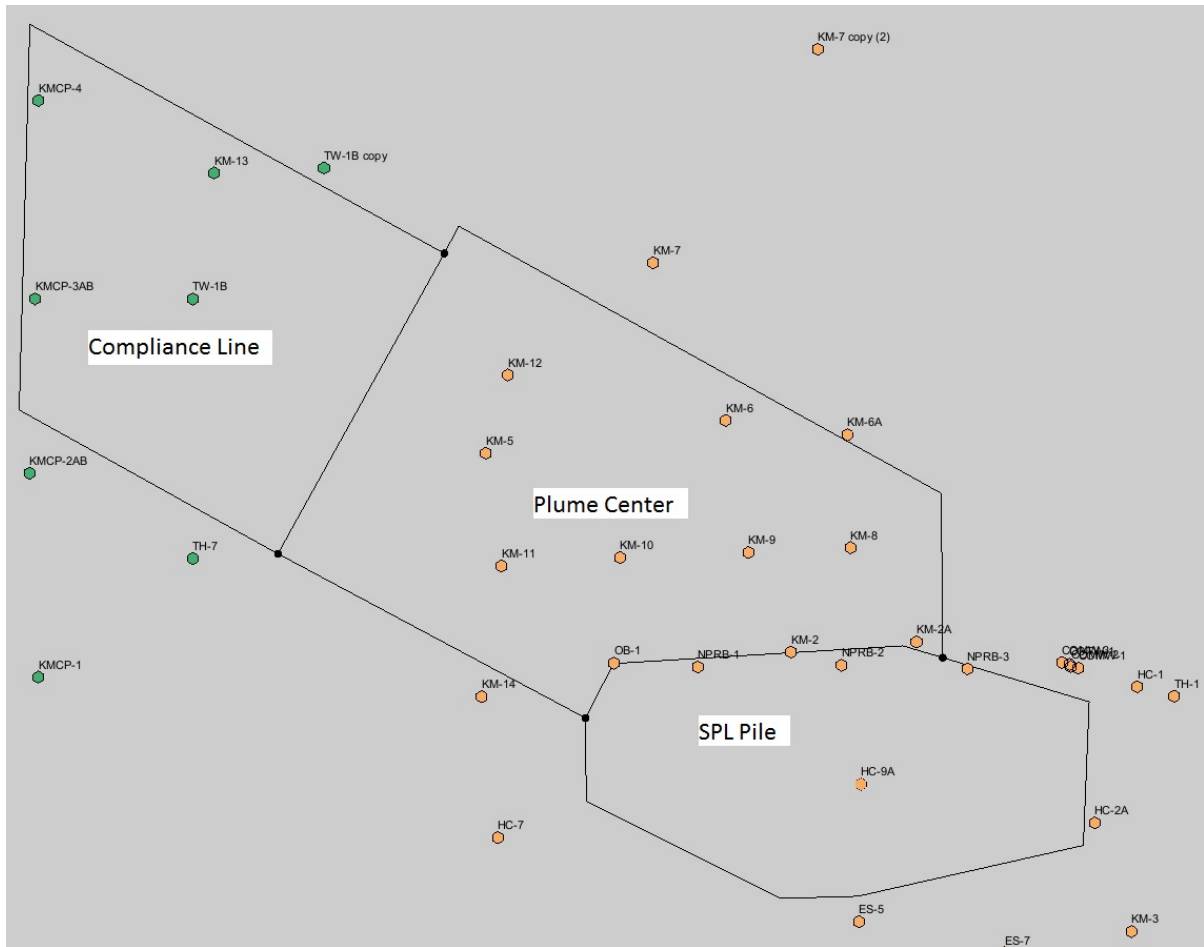 KM-7 copy (2)
KMCP-4
KM-13
TW-1B copy
KM-7
KMCP-3AB
TW-1B
Compliance Line
KM-12
KM-6
KM-6A
KM-5
KMCP-2AB
Plume Center
KM-8
KM-9
KM-10
TH-7
KM-11
KM-2A
KM-2
OB-1
NPRB-1
NPRB-2
NPRB-3
KMCP-1
HC-1
TH-1
KM-14
SPL Pile
HC-9A
HC-2A
HC-7
ES-5
KM-3
ES-7